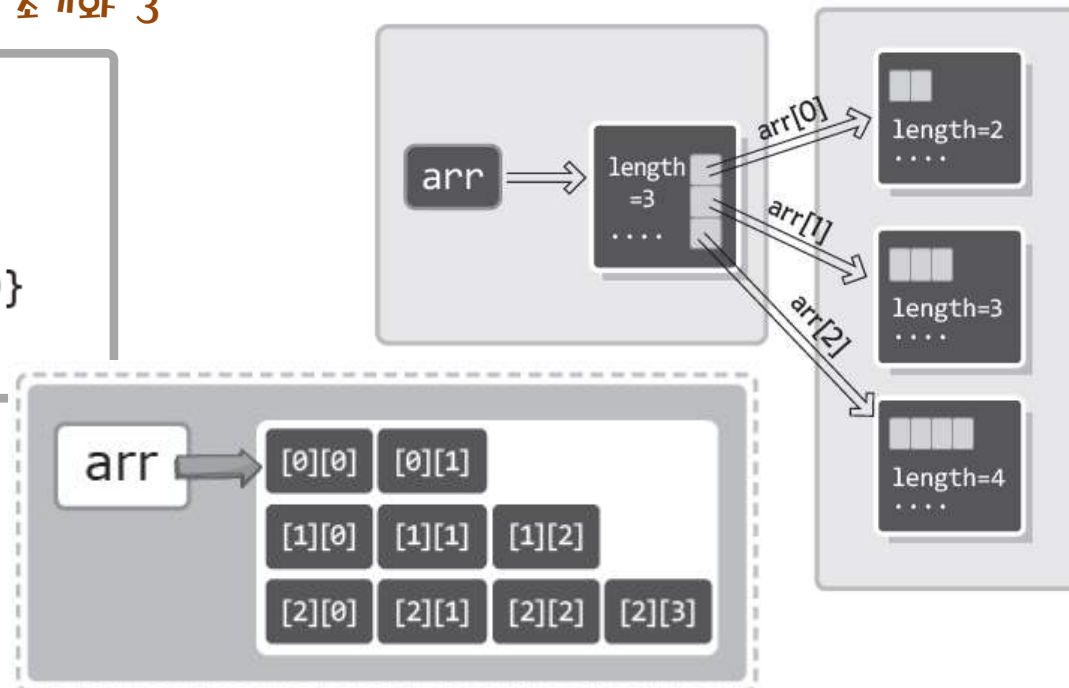 3
}
arr
length
=3
....
arr[0]
arr[1]
arr[2]
length=2
....
length=3
....
length=4
....
arr
[0][0] [0][1]
[1][0] [1][1] [1][2]
[2][0] [2][1] [2][2] [2][3]